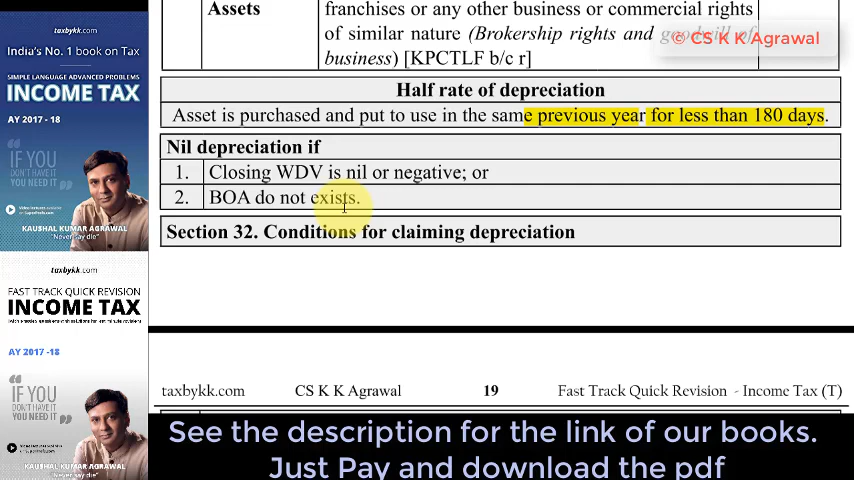 taxbykk.com
India's No. 1 book on Tax
SIMPLE LANGUAGE ADVANCED PROBLEMS
INCOME TAX
AY 2017 - 18
IF YOU
DON'T HAVE IT
YOU NEED IT
KAUSHAL KUMAR AGRAWAL
"Never say die"
taxbykk.com
FAST TRACK QUICK REVISION
INCOME TAX
AY 2017 -18
IF YOU
DON'T HAVE IT
YOU NEED IT
KAUSHAL KUMAR AGRAWAL
"Never say die"
Assets
franchises or any other business or commercial rights
of similar nature (Brokership rights and goodwill of
business) [KPCTLF b/c r]
© CS K K Agrawal
Half rate of depreciation
Asset is purchased and put to use in the same previous year for less than 180 days.
Nil depreciation if
1. Closing WDV is nil or negative; or
2. BOA do not exists.
Section 32. Conditions for claiming depreciation
taxbykk.com CS K K Agrawal 19 Fast Track Quick Revision - Income Tax (T)
See the description for the link of our books.
Just Pay and download the pdf